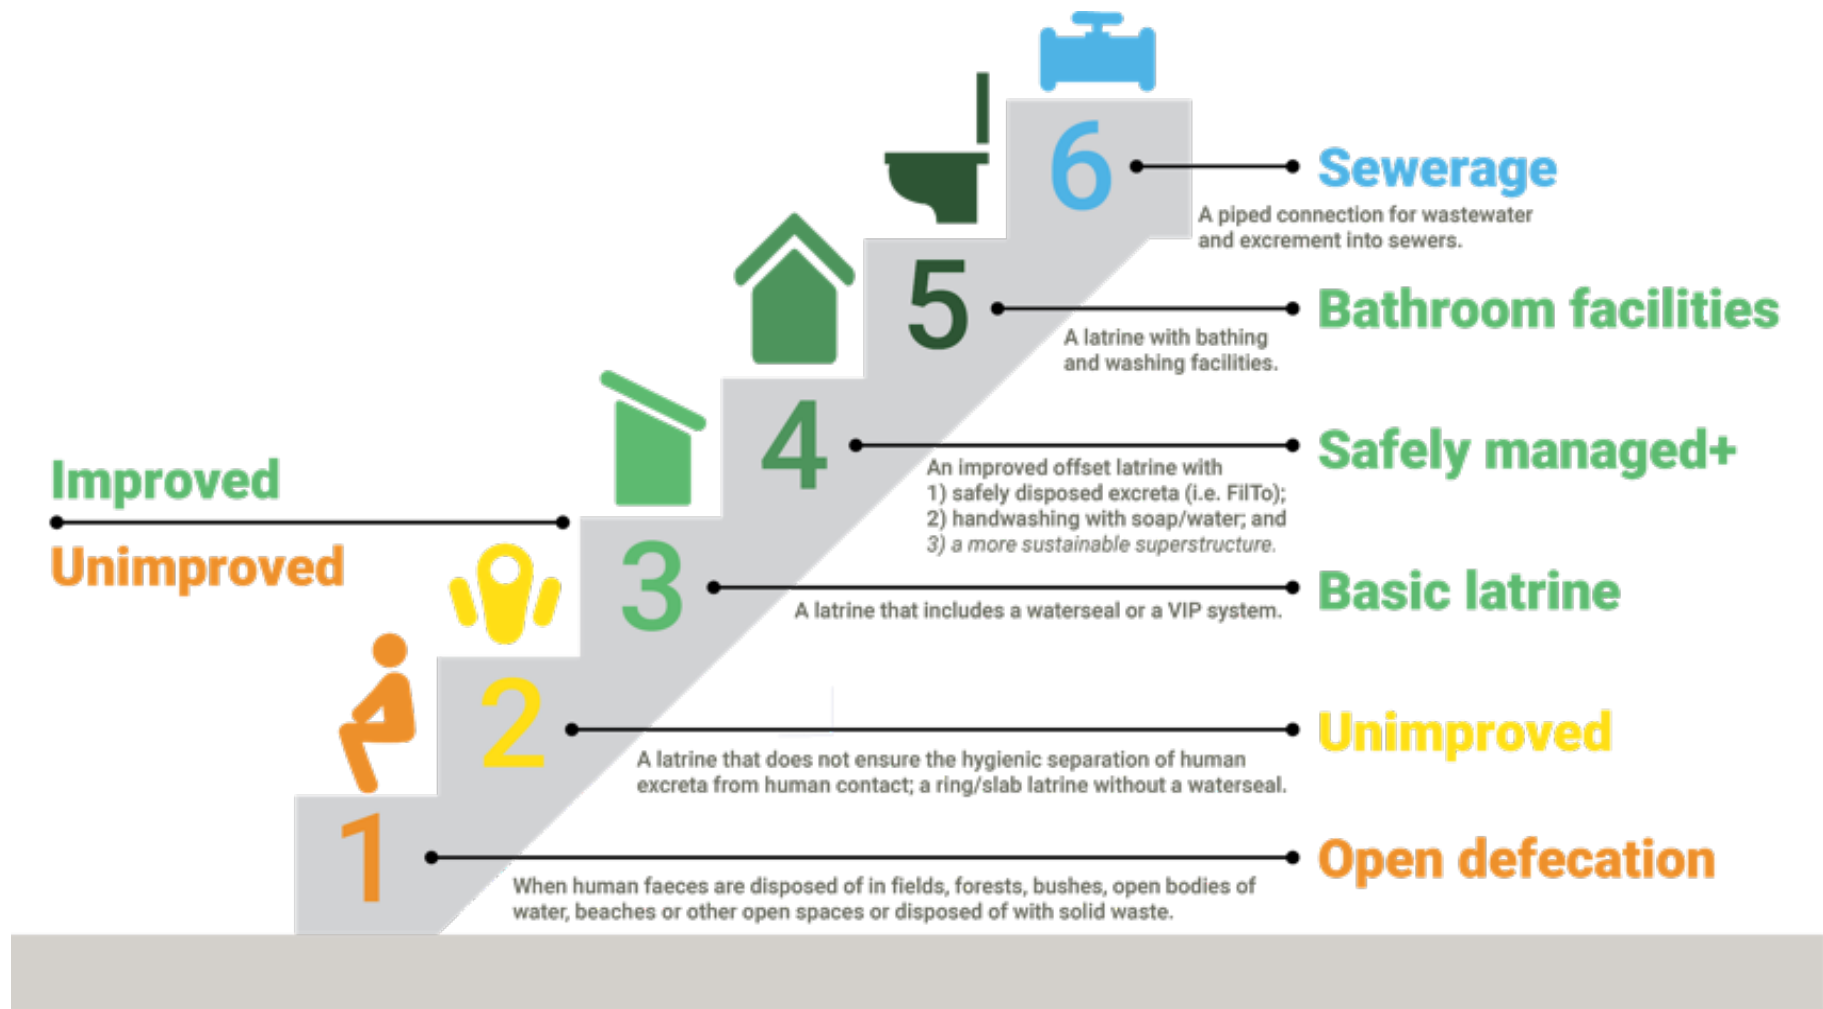 6
Sewerage
A piped connection for wastewater
and excrement into sewers.
5
Bathroom facilities
A latrine with bathing
and washing facilities.
4
Safely managed+
An improved offset latrine with
1) safely disposed excreta (i.e. FilTo);
2) handwashing with soap/water; and
3) a more sustainable superstructure.
Improved
Unimproved
3
Basic latrine
A latrine that includes a waterseal or a VIP system.
2
Unimproved
A latrine that does not ensure the hygienic separation of human
excreta from human contact; a ring/slab latrine without a waterseal.
1
Open defecation
When human faeces are disposed of in fields, forests, bushes, open bodies of
water, beaches or other open spaces or disposed of with solid waste.